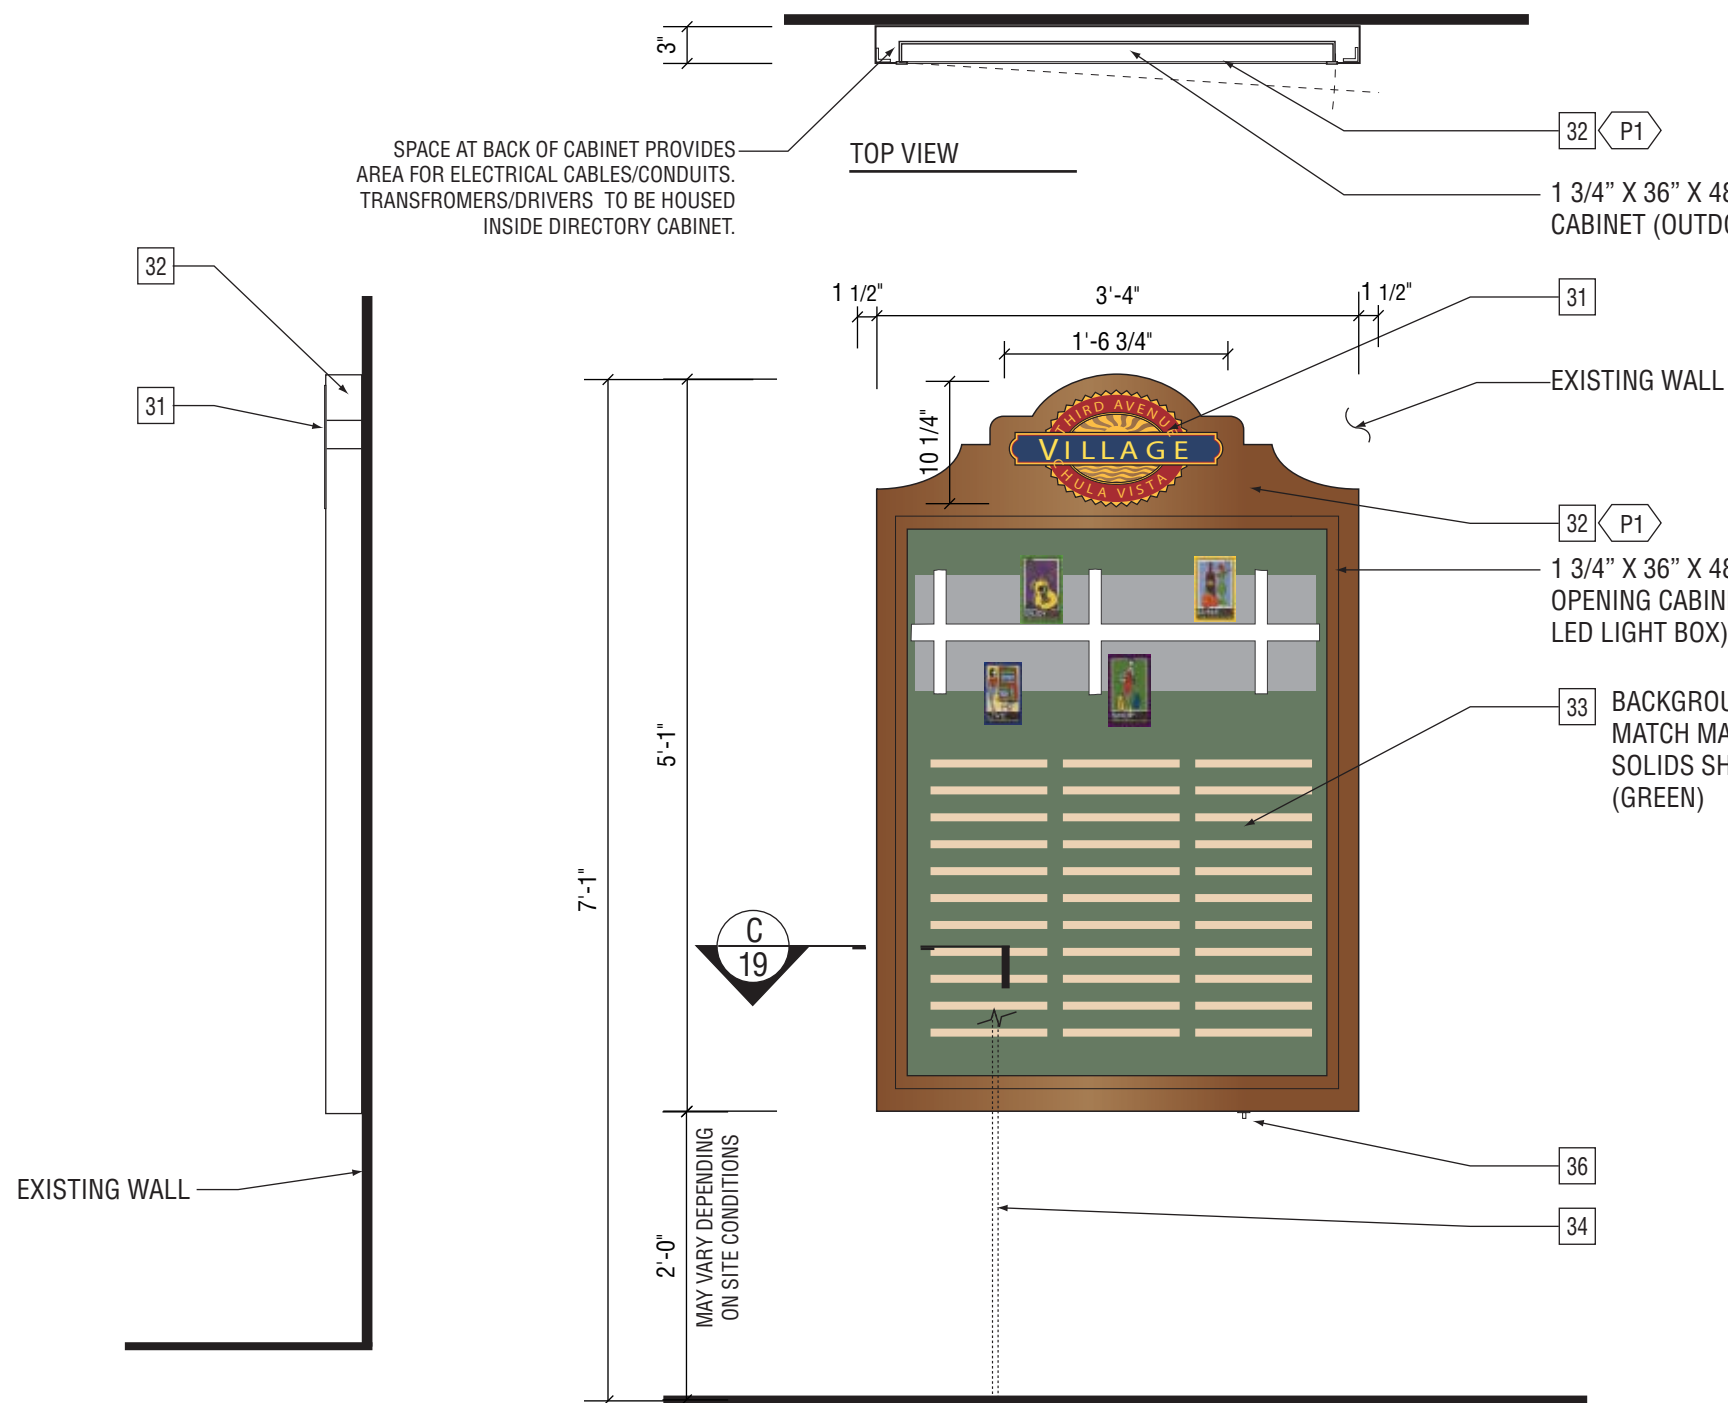 3"
SPACE AT BACK OF CABINET PROVIDES
AREA FOR ELECTRICAL CABLES/CONDUITS.
TRANSFROMERS/DRIVERS TO BE HOUSED
INSIDE DIRECTORY CABINET.
TOP VIEW
32 P1
1 3/4” X 36” X 48
CABINET (OUTDO
32
31
1 1/2"
3'-4"
1 1/2"
31
1'-6 3/4"
EXISTING WALL
10 1/4"
THIRD AVENUE
VILLAGE
CHULA VISTA
32 P1
1 3/4” X 36” X 48
OPENING CABIN
LED LIGHT BOX)
33 BACKGROU
MATCH MA
SOLIDS SH
(GREEN)
5'-1"
7'-1"
C
19
EXISTING WALL
2'-0"
MAY VARY DEPENDING
ON SITE CONDITIONS
36
34